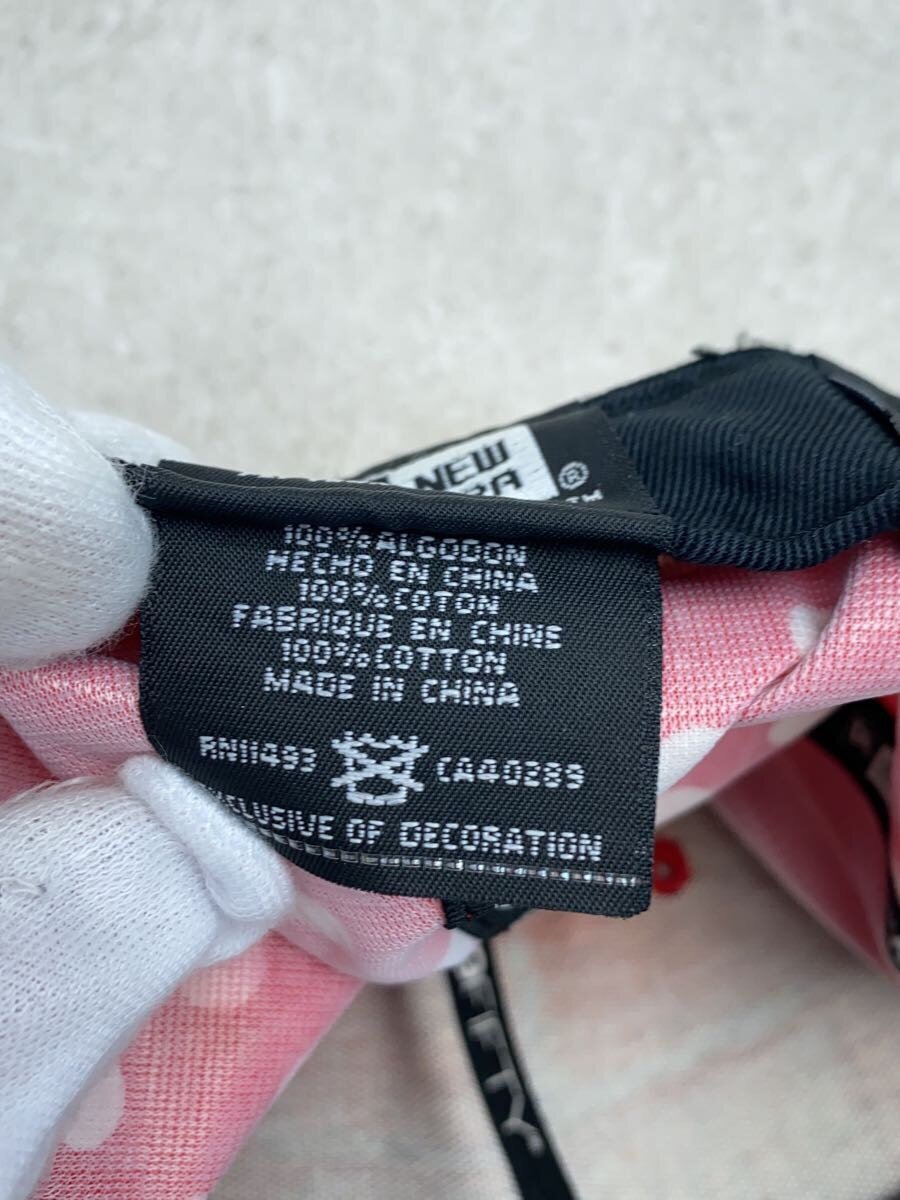 NEW
®
100% ALGODON
HECHO EN CHINA
100% COTON
FABRIQUE EN CHINE
100% COTTON
MADE IN CHINA
RN11493 CA40289
EXCLUSIVE OF DECORATION